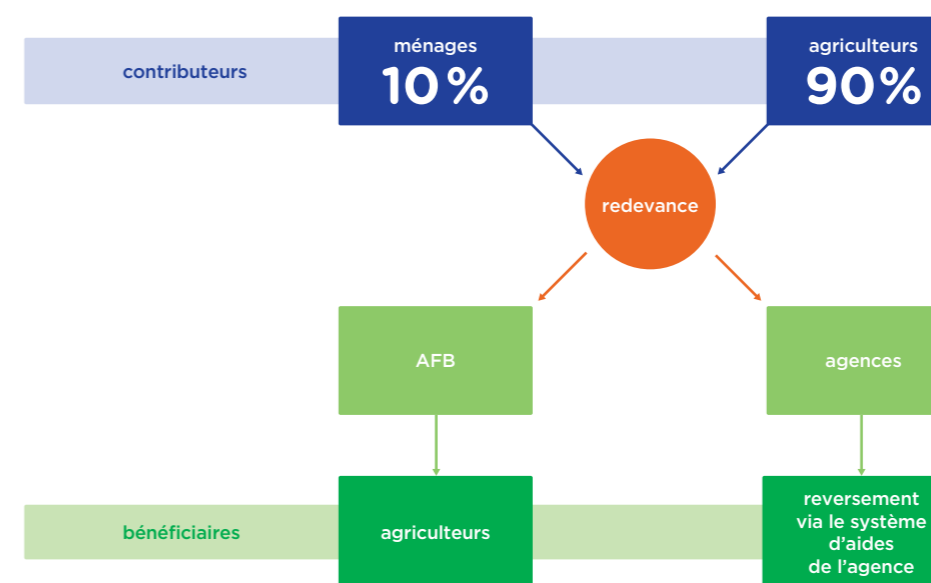 contributeurs
ménages
10 %
agriculteurs
90 %
redevance
AFB
agences
bénéficiaires
agriculteurs
reversement
via le système
d'aides
de l'agence